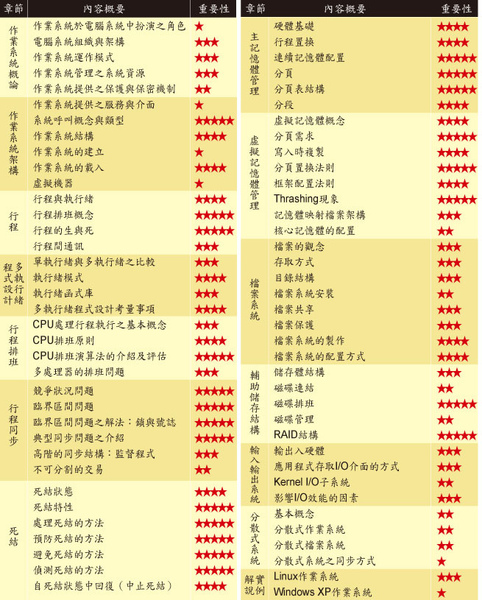 章節 內容概要 重要性
作業系統概論
作業系統於電腦系統中扮演之角色 ★
電腦系統組織與架構 ★★★
作業系統運作模式 ★★★
作業系統管理之系統資源 ★★★
作業系統提供之保護與保密機制 ★★
作業系統架構
作業系統提供之服務與介面 ★
系統呼叫概念與類型 ★★★★★
作業系統結構 ★★★★
作業系統的建立 ★
作業系統的載入 ★★★★
虛擬機器 ★
行程
行程與執行緒 ★★★★
行程排班概念 ★★★★★
行程的生與死 ★★★★★
行程間通訊 ★★★
多執行緒程式設計
單執行緒與多執行緒之比較 ★★★
執行緒模式 ★★★★
執行緒函式庫 ★★★
多執行緒程式設計考量事項 ★★★★
行程排班
CPU處理行程執行之基本概念 ★★★
CPU排班原則 ★★★★
CPU排班演算法的介紹及評估 ★★★★★
多處理器的排班問題 ★★★
行程同步
競爭狀況問題 ★★★★★
臨界區間問題 ★★★★★
臨界區間問題之解法：鎖與號誌 ★★★★★
典型同步問題之介紹 ★★★★★
高階的同步結構：監督程式 ★★★
不可分割的交易 ★★
死結
死結狀態 ★★★★
死結特性 ★★★★★
處理死結的方法 ★★★★★
預防死結的方法 ★★★★★
避免死結的方法 ★★★★★
偵測死結的方法 ★★★★★
自死結狀態中回復（中止死結） ★★★★
章節 內容概要 重要性
主記憶體管理
硬體基礎 ★★★★
行程置換 ★★★★
連續記憶體配置 ★★★★★
分頁 ★★★★★
分頁表結構 ★★★★★
分段 ★★★★
虛擬記憶體管理
虛擬記憶體概念 ★★★★
分頁需求 ★★★★★
寫入時複製 ★★★★
分頁置換法則 ★★★★★
框架配置法則 ★★★★
Thrashing現象 ★★★★★
記憶體映射檔案架構 ★★★
核心記憶體的配置 ★★
檔案系統
檔案的觀念 ★★★
存取方式 ★★★
目錄結構 ★★★★
檔案系統安裝 ★★
檔案共享 ★★★
檔案保護 ★★★
檔案系統的製作 ★★★★
檔案系統的配置方式 ★★★★
輔助儲存結構
儲存體結構 ★★★
磁碟連結 ★★
磁碟排班 ★★★★★
磁碟管理 ★★
RAID結構 ★★★★★
輸入輸出系統
輸出入硬體 ★★★
應用程式存取I/O介面的方式 ★★★
Kernel I/O子系統 ★★
影響I/O效能的因素 ★★★
分散式系統
基本概念 ★★
分散式作業系統 ★★
分散式檔案系統 ★★
分散式系統之同步方式 ★
實例解說
Linux作業系統 ★★★
Windows XP作業系統 ★